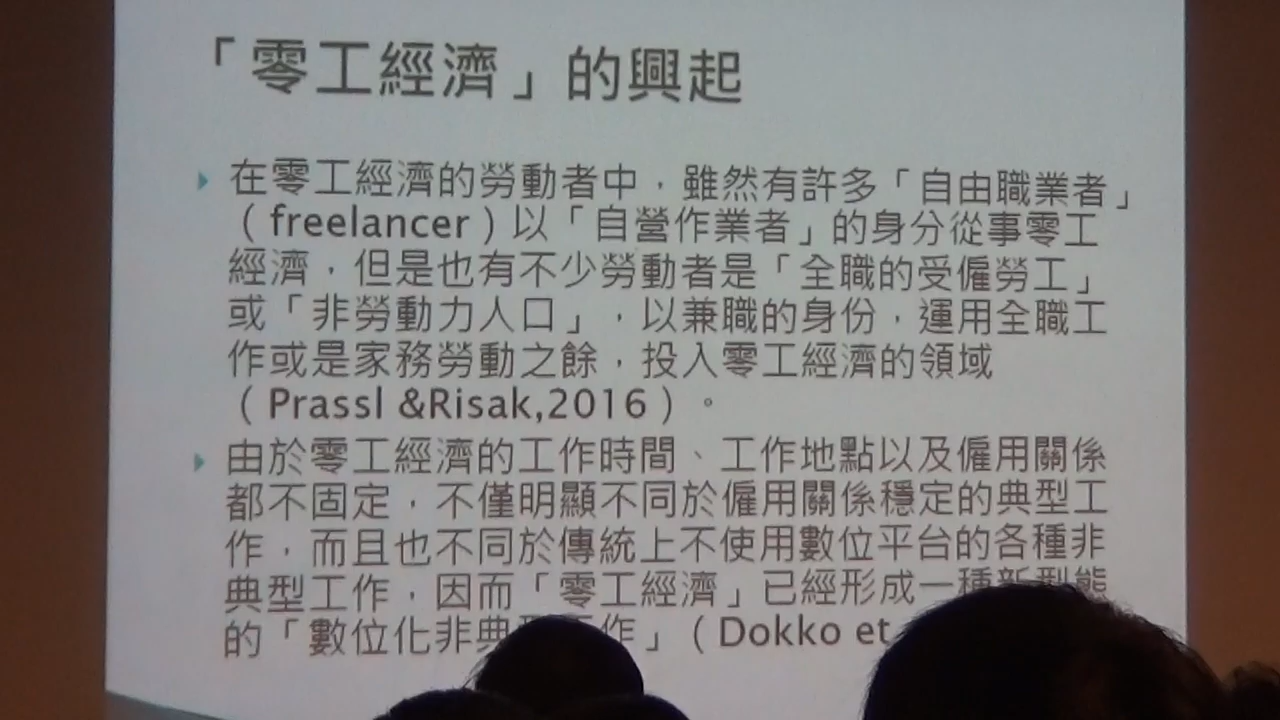 「零工經濟」的興起
在零工經濟的勞動者中，雖然有許多「自由職業者」
（freelancer）以「自營作業者」的身分從事零工
經濟，但是也有不少勞動者是「全職的受僱勞工」
或「非勞動力人口」，以兼職的身份，運用全職工
作或是家務勞動之餘，投入零工經濟的領域
（Prassl &Risak,2016）。
由於零工經濟的工作時間、工作地點以及僱用關係
都不固定，不僅明顯不同於僱用關係穩定的典型工
作，而且也不同於傳統上不使用數位平台的各種非
典型工作，因而「零工經濟」已經形成一種新型態
的「數位化非典型工作」（Dokko et